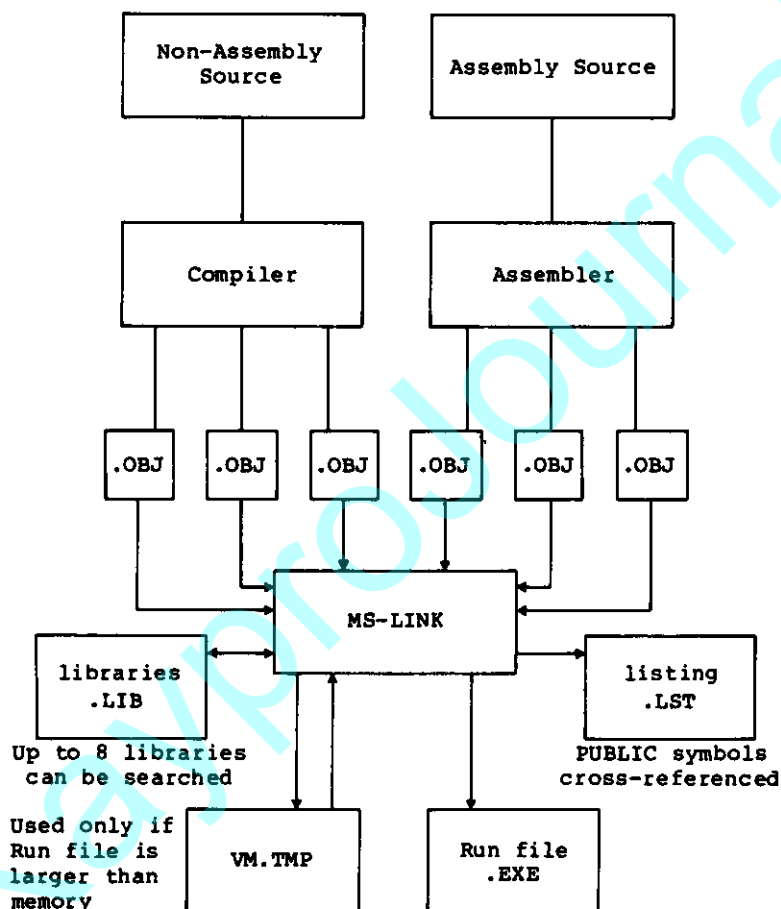 Non-Assembly
Source
Assembly Source
Compiler
Assembler
.OBJ
.OBJ
.OBJ
.OBJ
.OBJ
.OBJ
MS-LINK
libraries
.LIB
Up to 8 libraries
can be searched
listing
.LST
PUBLIC symbols
cross-referenced
Used only if
Run file is
larger than
memory
VM.TMP
Run file
.EXE